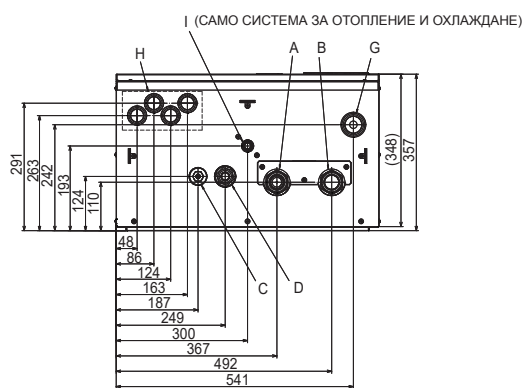 I (САМО СИСТЕМА ЗА ОТОПЛЕНИЕ И ОХЛАЖДАНЕ)
H
A
B
G
291
263
242
193
124
110
(348)
357
48
86
124
163
187
249
300
367
492
541
C
D